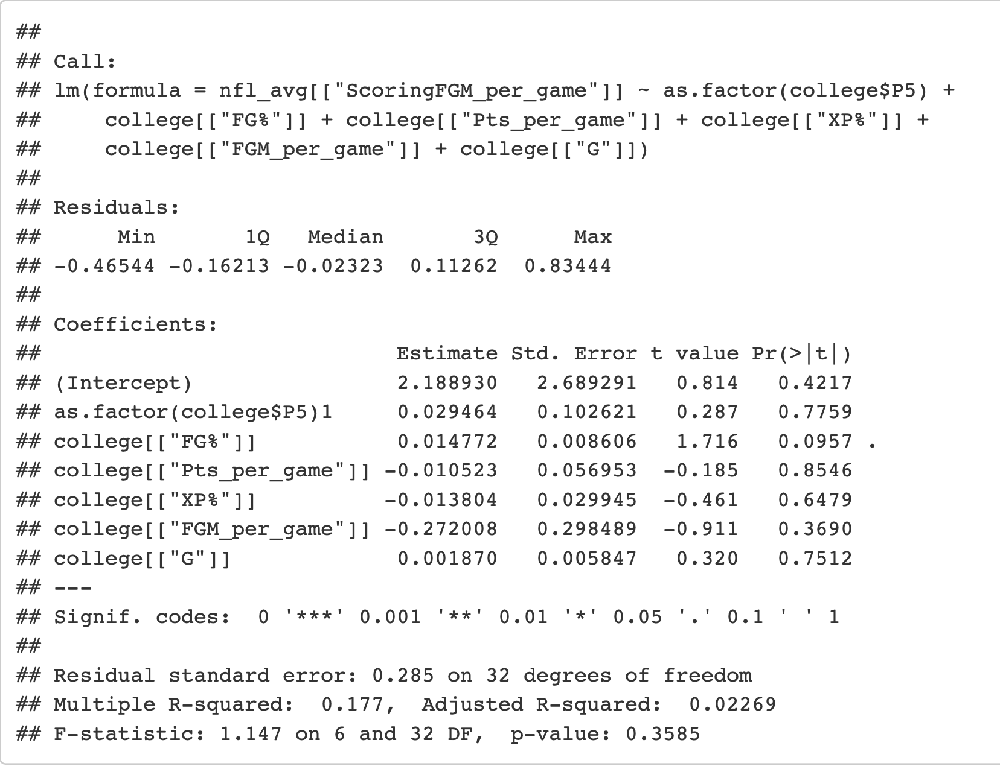 ##
## Call:
## lm(formula = nfl_avg[["ScoringFGM_per_game"]] ~ as.factor(college$P5) +
##     college[["FG%"]] + college[["Pts_per_game"]] + college[["XP%"]] +
##     college[["FGM_per_game"]] + college[["G"]])
##
## Residuals:
##      Min       1Q   Median       3Q      Max
## -0.46544 -0.16213 -0.02323  0.11262  0.83444
##
## Coefficients:
##                            Estimate Std. Error t value Pr(>|t|)
## (Intercept)                2.188930   2.689291   0.814   0.4217
## as.factor(college$P5)1     0.029464   0.102621   0.287   0.7759
## college[["FG%"]]           0.014772   0.008606   1.716   0.0957 .
## college[["Pts_per_game"]] -0.010523   0.056953  -0.185   0.8546
## college[["XP%"]]          -0.013804   0.029945  -0.461   0.6479
## college[["FGM_per_game"]] -0.272008   0.298489  -0.911   0.3690
## college[["G"]]             0.001870   0.005847   0.320   0.7512
## ---
## Signif. codes:  0 '***' 0.001 '**' 0.01 '*' 0.05 '.' 0.1 ' ' 1
##
## Residual standard error: 0.285 on 32 degrees of freedom
## Multiple R-squared:  0.177,  Adjusted R-squared:  0.02269
## F-statistic: 1.147 on 6 and 32 DF,  p-value: 0.3585